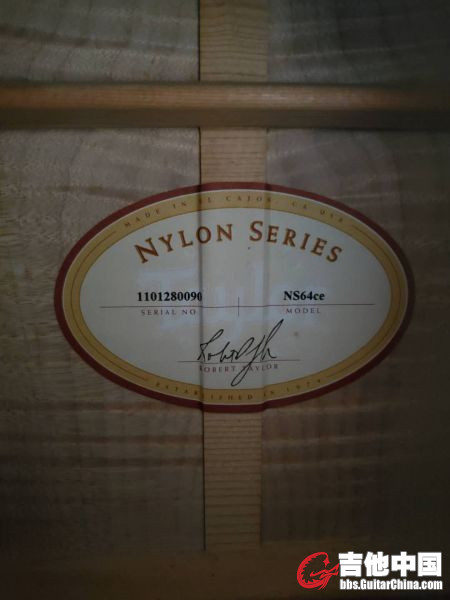 MADE IN EL CAJON, CA USA
NYLON SERIES
1101280090 NS64ce
SERIAL NO MODEL
ROBERT TAYLOR
ESTABLISHED IN 1974
吉他中国
bbs.GuitarChina.com